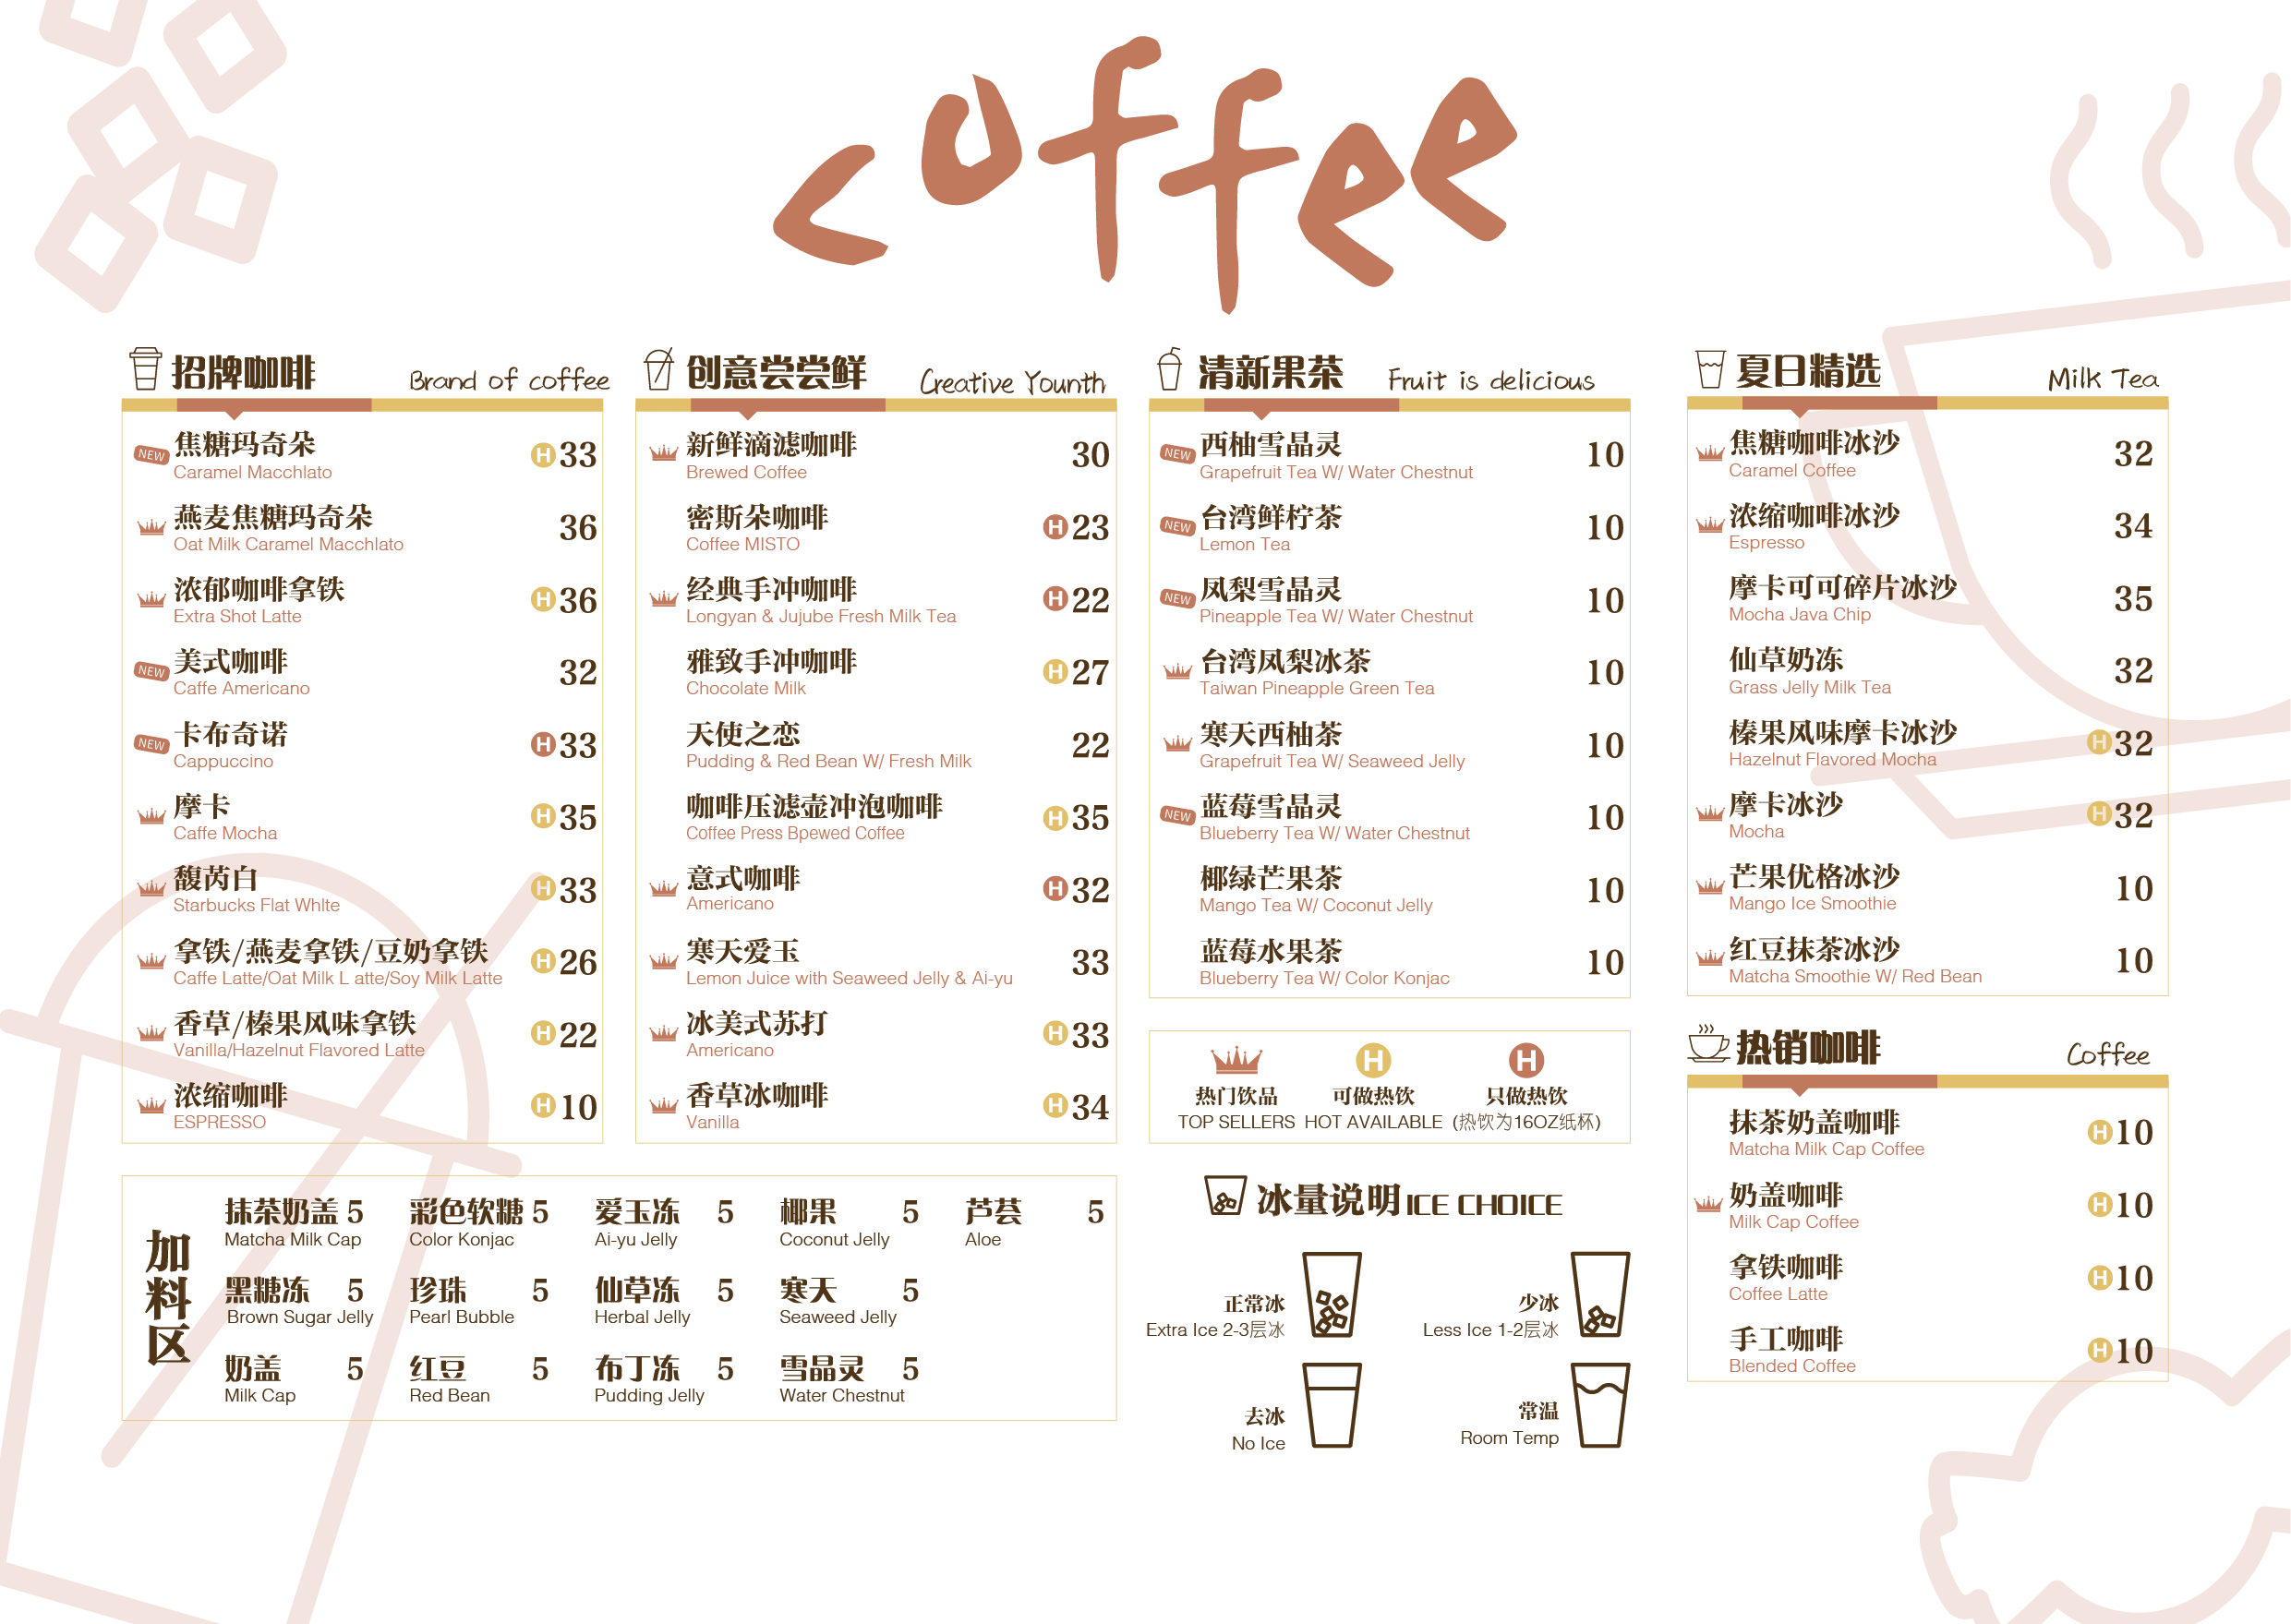 coffee
招牌咖啡 Brand of coffee
NEW 焦糖玛奇朵 H 33
Caramel Macchlato
燕麦焦糖玛奇朵 36
Oat Milk Caramel Macchlato
浓郁咖啡拿铁 H 36
Extra Shot Latte
NEW 美式咖啡 32
Caffe Americano
NEW 卡布奇诺 H 33
Cappuccino
摩卡 H 35
Caffe Mocha
馥芮白 H 33
Starbucks Flat Whlte
拿铁/燕麦拿铁/豆奶拿铁 H 26
Caffe Latte/Oat Milk L atte/Soy Milk Latte
香草/榛果风味拿铁 H 22
Vanilla/Hazelnut Flavored Latte
浓缩咖啡 H 10
ESPRESSO
创意尝尝鲜 Creative Younth
新鲜滴滤咖啡 30
Brewed Coffee
密斯朵咖啡 H 23
Coffee MISTO
经典手冲咖啡 H 22
Longyan & Jujube Fresh Milk Tea
雅致手冲咖啡 H 27
Chocolate Milk
天使之恋 22
Pudding & Red Bean W/ Fresh Milk
咖啡压滤壶冲泡咖啡 H 35
Coffee Press Bpewed Coffee
意式咖啡 H 32
Americano
寒天爱玉 33
Lemon Juice with Seaweed Jelly & Ai-yu
冰美式苏打 H 33
Americano
香草冰咖啡 H 34
Vanilla
清新果茶 Fruit is delicious
NEW 西柚雪晶灵 10
Grapefruit Tea W/ Water Chestnut
NEW 台湾鲜柠茶 10
Lemon Tea
NEW 凤梨雪晶灵 10
Pineapple Tea W/ Water Chestnut
台湾凤梨冰茶 10
Taiwan Pineapple Green Tea
寒天西柚茶 10
Grapefruit Tea W/ Seaweed Jelly
NEW 蓝莓雪晶灵 10
Blueberry Tea W/ Water Chestnut
椰绿芒果茶 10
Mango Tea W/ Coconut Jelly
蓝莓水果茶 10
Blueberry Tea W/ Color Konjac
H H
热门饮品 可做热饮 只做热饮
TOP SELLERS HOT AVAILABLE (热饮为16OZ纸杯)
夏日精选 Milk Tea
焦糖咖啡冰沙 32
Caramel Coffee
浓缩咖啡冰沙 34
Espresso
摩卡可可碎片冰沙 35
Mocha Java Chip
仙草奶冻 32
Grass Jelly Milk Tea
榛果风味摩卡冰沙 H 32
Hazelnut Flavored Mocha
摩卡冰沙 H 32
Mocha
芒果优格冰沙 10
Mango Ice Smoothie
红豆抹茶冰沙 10
Matcha Smoothie W/ Red Bean
热销咖啡 Coffee
抹茶奶盖咖啡 H 10
Matcha Milk Cap Coffee
奶盖咖啡 H 10
Milk Cap Coffee
拿铁咖啡 H 10
Coffee Latte
手工咖啡 H 10
Blended Coffee
加料区
抹茶奶盖 5 彩色软糖 5 爱玉冻 5 椰果 5 芦荟 5
Matcha Milk Cap Color Konjac Ai-yu Jelly Coconut Jelly Aloe
黑糖冻 5 珍珠 5 仙草冻 5 寒天 5
Brown Sugar Jelly Pearl Bubble Herbal Jelly Seaweed Jelly
奶盖 5 红豆 5 布丁冻 5 雪晶灵 5
Milk Cap Red Bean Pudding Jelly Water Chestnut
冰量说明 ICE CHOICE
正常冰 少冰
Extra Ice 2-3层冰 Less Ice 1-2层冰
去冰 常温
No Ice Room Temp